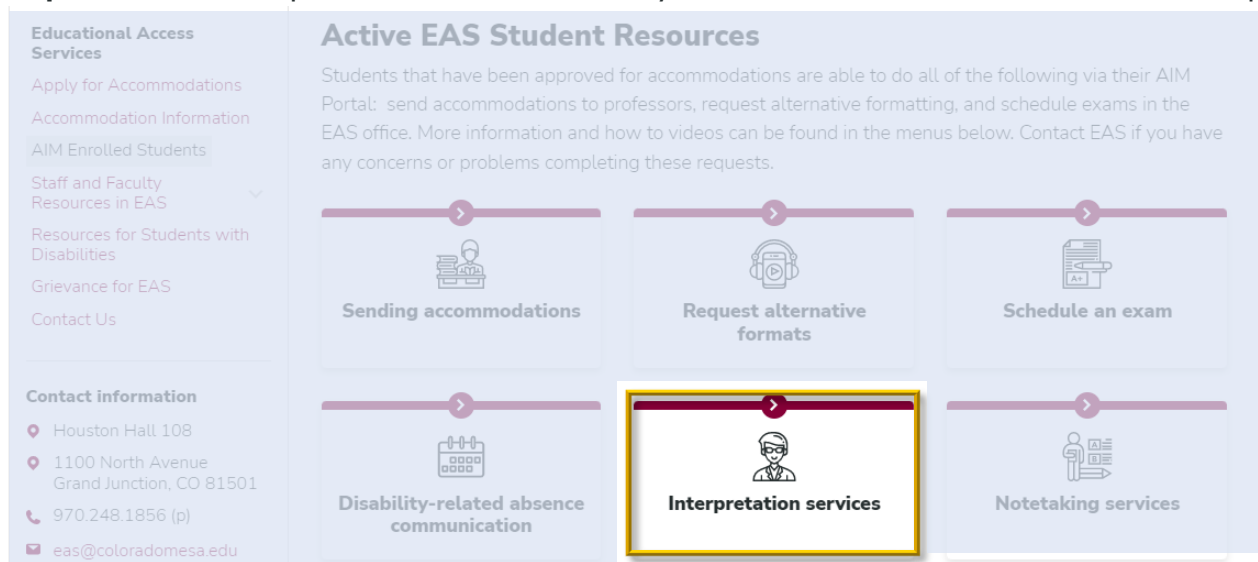 Educational Access
Services
Apply for Accommodations
Accommodation Information
AIM Enrolled Students
Staff and Faculty
Resources in EAS
Resources for Students with
Disabilities
Grievance for EAS
Contact Us
Contact information
Houston Hall 108
1100 North Avenue
Grand Junction, CO 81501
970.248.1856 (p)
eas@coloradomesa.edu
Active EAS Student Resources
Students that have been approved for accommodations are able to do all of the following via their AIM
Portal: send accommodations to professors, request alternative formatting, and schedule exams in the
EAS office. More information and how to videos can be found in the menus below. Contact EAS if you have
any concerns or problems completing these requests.
Sending accommodations
Request alternative
formats
A+
Schedule an exam
Disability-related absence
communication
Interpretation services
A
B
Notetaking services